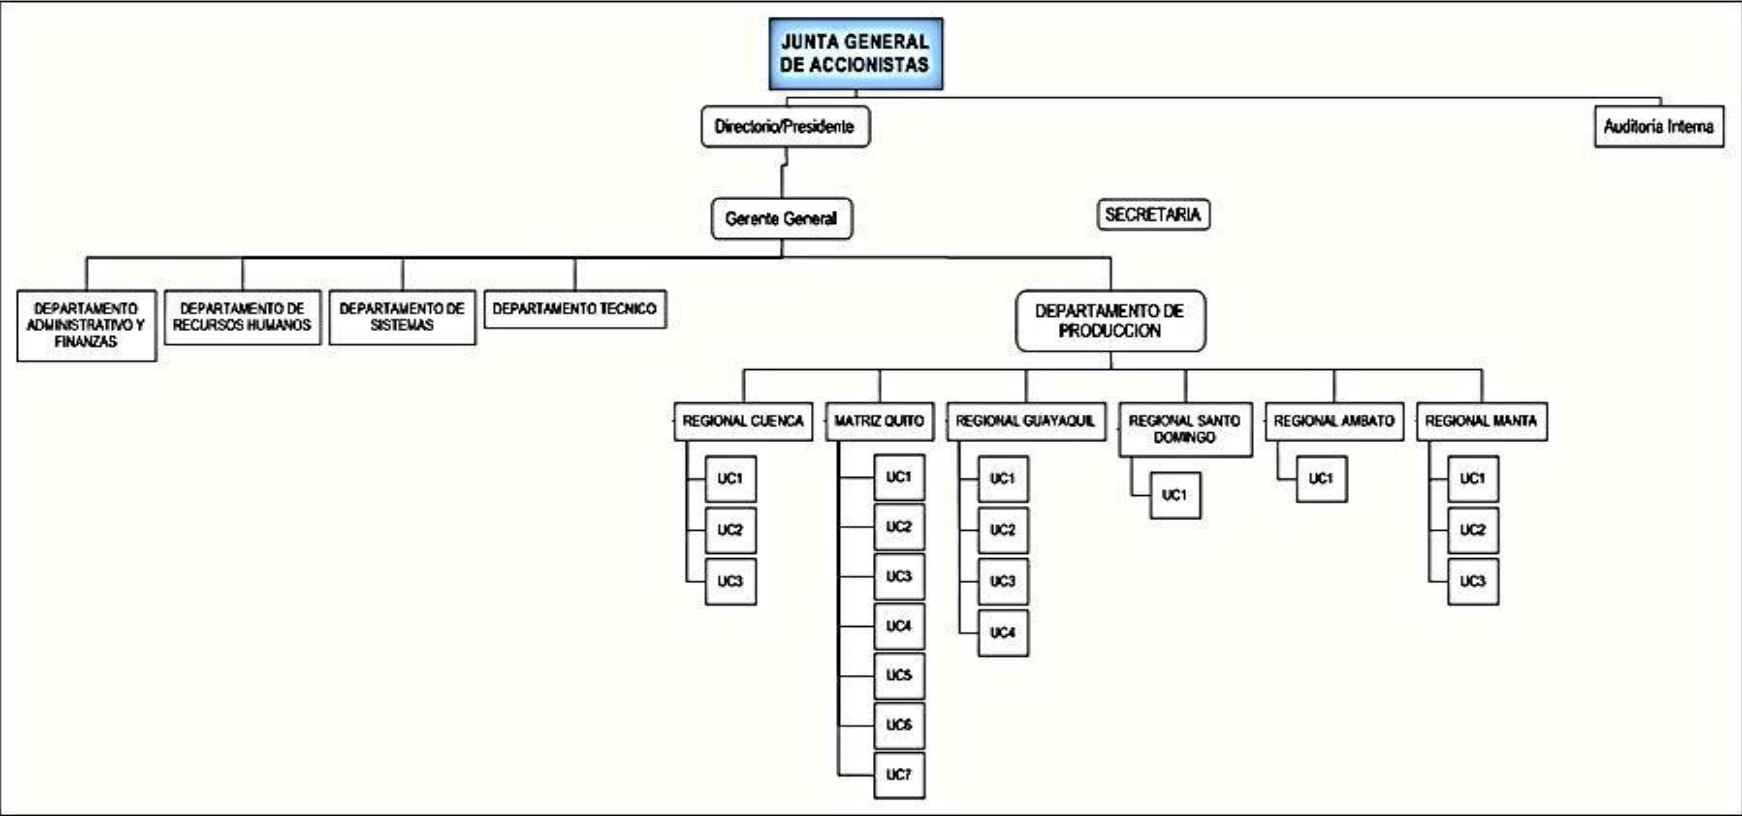 JUNTA GENERAL
DE ACCIONISTAS
Directorio/Presidente
Auditoría Interna
Gerente General
SECRETARIA
DEPARTAMENTO
ADMINISTRATIVO Y
FINANZAS
DEPARTAMENTO DE
RECURSOS HUMANOS
DEPARTAMENTO DE
SISTEMAS
DEPARTAMENTO TECNICO
DEPARTAMENTO DE
PRODUCCION
REGIONAL CUENCA
UC1
UC2
UC3
MATRIZ QUITO
UC1
UC2
UC3
UC4
UC5
UC6
UC7
REGIONAL GUAYAQUIL
UC1
UC2
UC3
UC4
REGIONAL SANTO
DOMINGO
UC1
REGIONAL AMBATO
UC1
REGIONAL MANTA
UC1
UC2
UC3